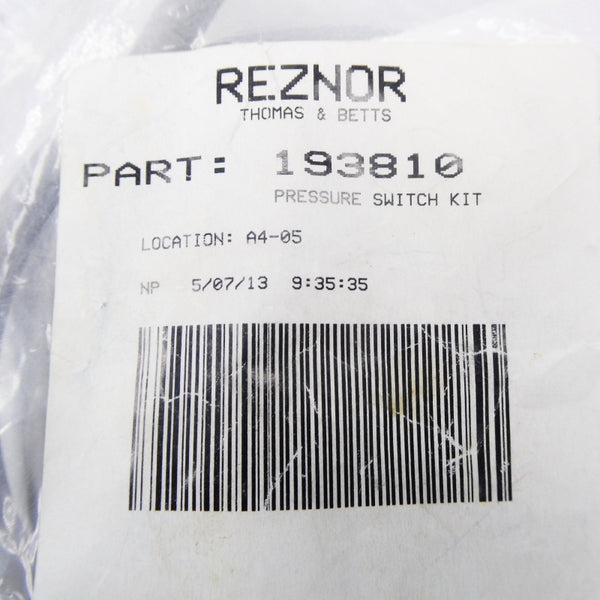 REZNOR
THOMAS & BETTS
PART: 193810
PRESSURE SWITCH KIT
LOCATION: A4-05
NP 5/07/13 9:35:35